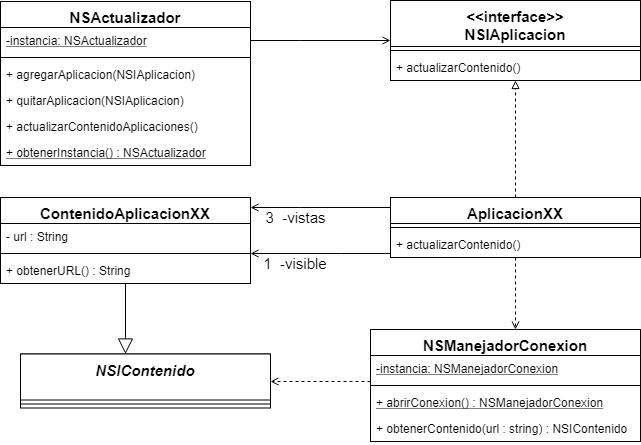 NSActualizador
-instancia: NSActualizador
+ agregarAplicacion(NSIAplicacion)
+ quitarAplicacion(NSIAplicacion)
+ actualizarContenidoAplicaciones()
+ obtenerInstancia() : NSActualizador
<<interface>>
NSIAplicacion
+ actualizarContenido()
ContenidoAplicacionXX
- url : String
+ obtenerURL() : String
3 -vistas
1 -visible
AplicacionXX
+ actualizarContenido()
NSIContenido
NSManejadorConexion
-instancia: NSManejadorConexion
+ abrirConexion() : NSManejadorConexion
+ obtenerContenido(url : string) : NSIContenido